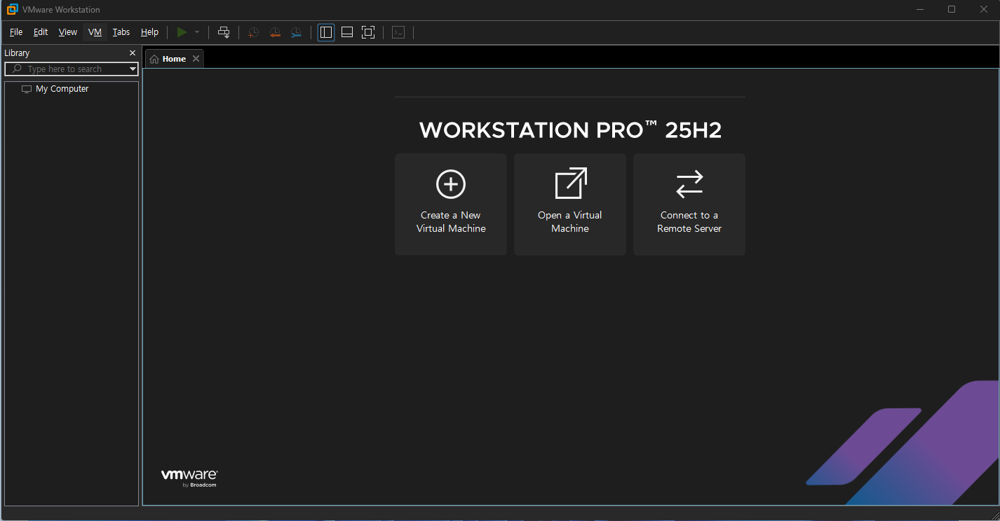 VMware Workstation
File Edit View VM Tabs Help
Library
Type here to search
My Computer
Home
WORKSTATION PRO™ 25H2
Create a New
Virtual Machine
Open a Virtual
Machine
Connect to a
Remote Server
vmware®
by Broadcom